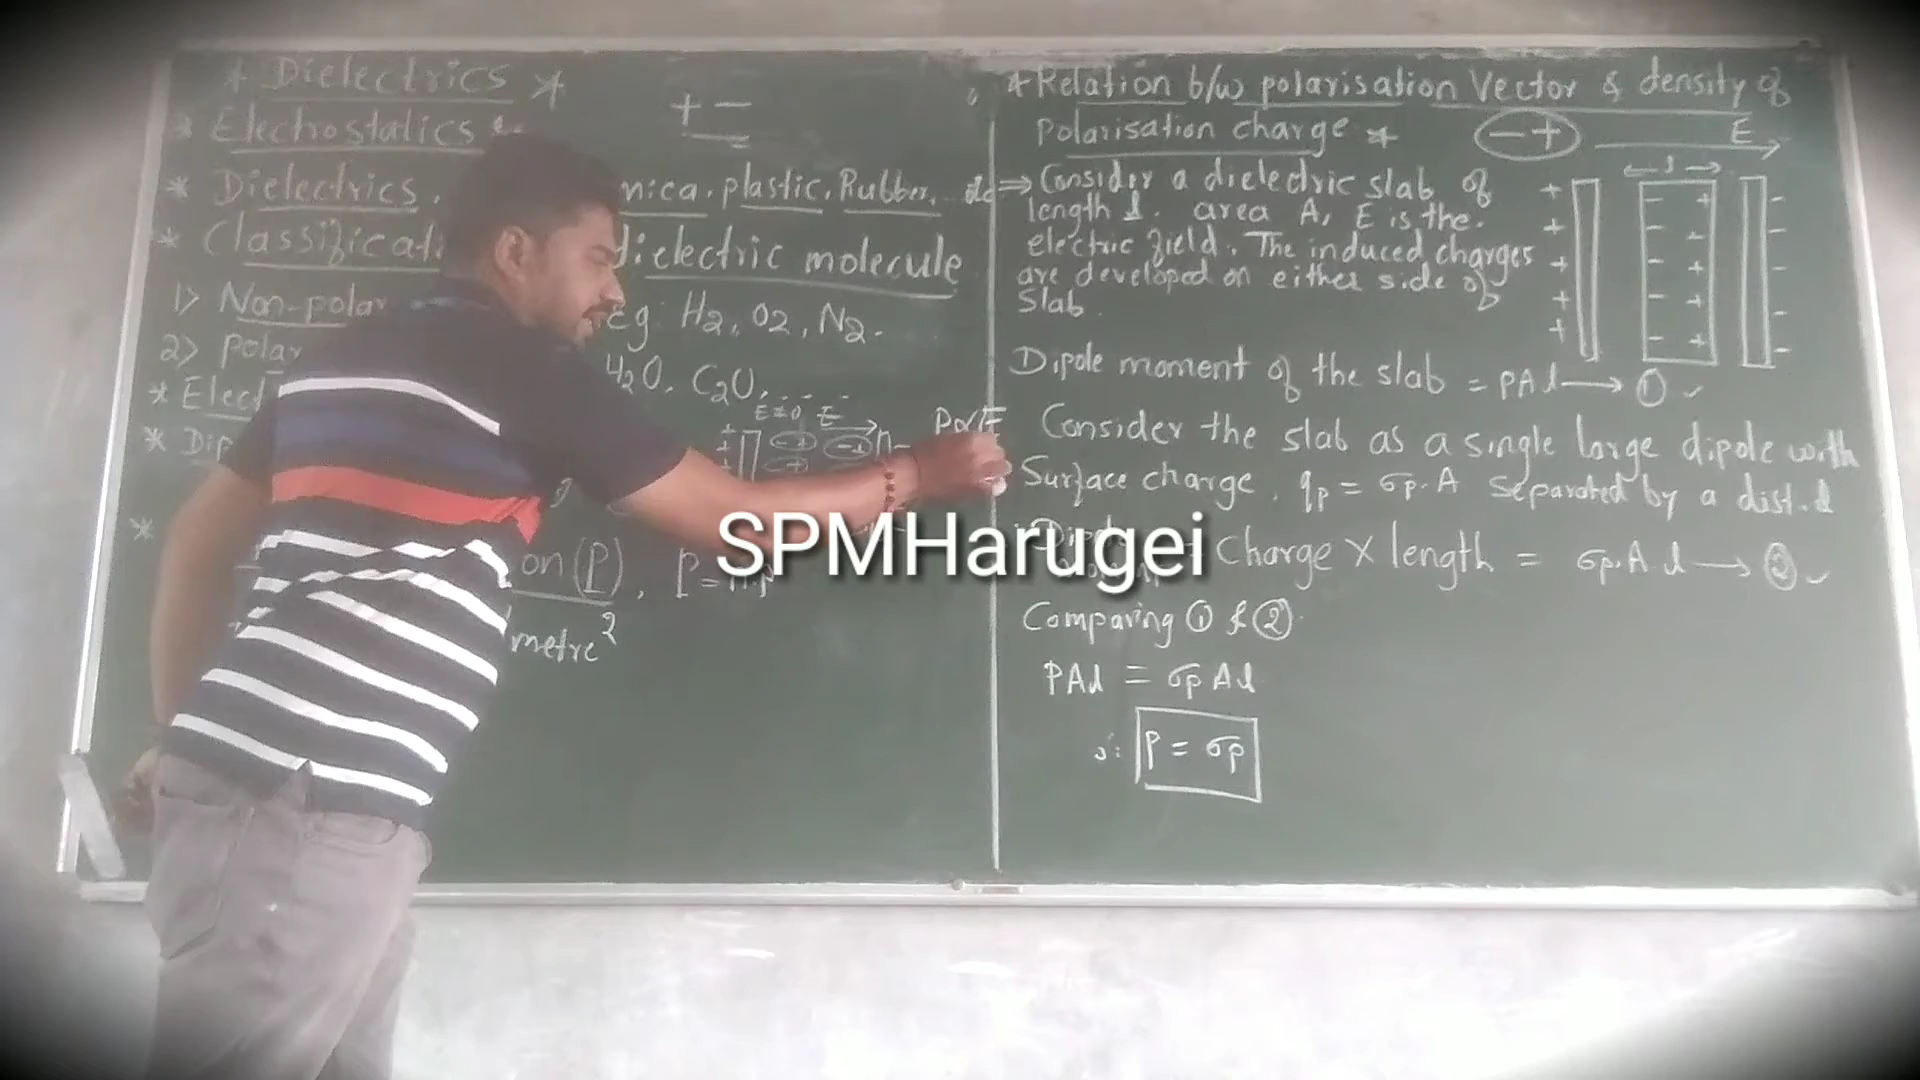 * Dielectrics *
+ −
* Electrostatics
* Dielectrics. mica, plastic, Rubber, etc
dielectric molecule
1> Non-polar eg: H2, O2, N2.
2> polar H2O, C2O, ....
* Elect
E≠0 E
* Dip
P∝E
on (P), P = n.p
metre²
* Relation b/w polarisation Vector & density of
polarisation charge *
− + E
⇒ Consider a dielectric slab of
length l. area A, E is the
electric field. The induced charges
are developed on either side of
Slab.
Dipole moment of the slab = PAl → ①
Consider the slab as a single large dipole with
Surface charge, qp = σp.A separated by a dist. l
= Charge × length = σp.A.l → ②
Comparing ① & ②
PAl = σp Al
∴ P = σp
SPMHarugei